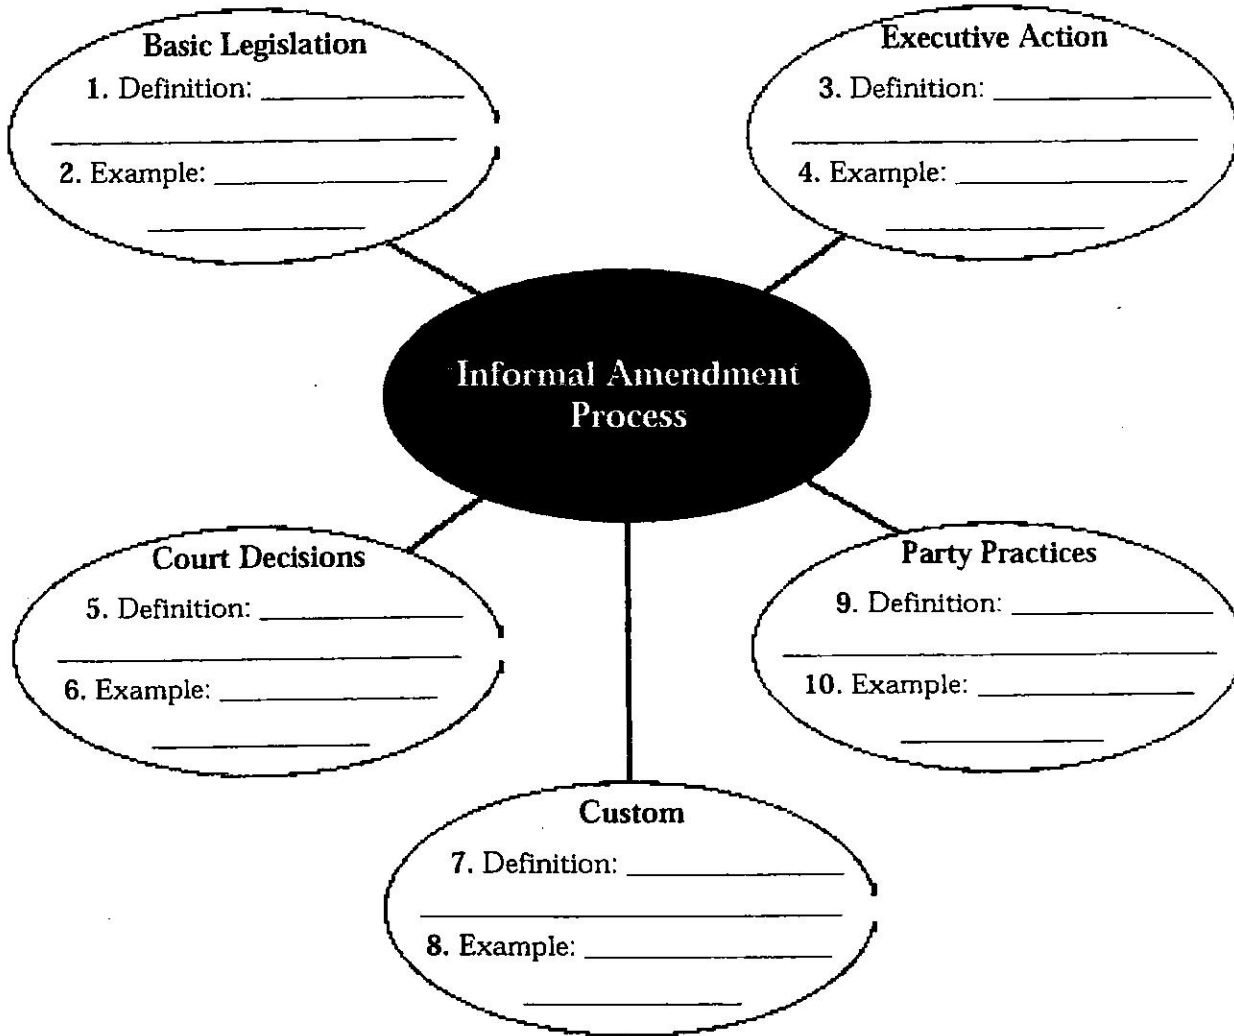 Basic Legislation
1. Definition:
2. Example:
Executive Action
3. Definition:
4. Example:
Informal Amendment
Process
Court Decisions
5. Definition:
6. Example:
Party Practices
9. Definition:
10. Example:
Custom
7. Definition:
8. Example: